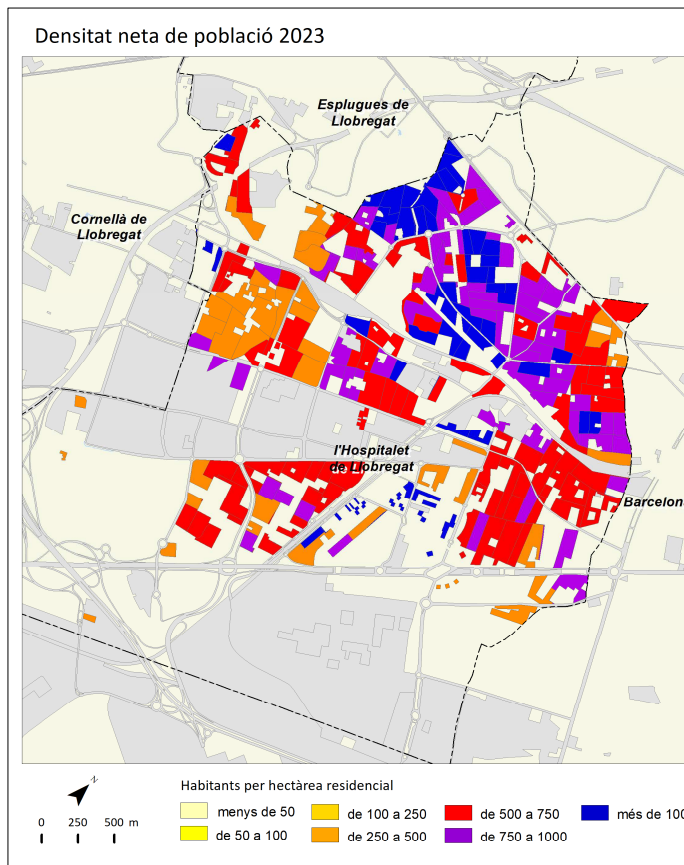 Densitat neta de població 2023
Esplugues de
Llobregat
Cornellà de
Llobregat
l'Hospitalet
de Llobregat
Barcelona
N
0 250 500 m
Habitants per hectàrea residencial
menys de 50
de 100 a 250
de 500 a 750
més de 100
de 50 a 100
de 250 a 500
de 750 a 1000